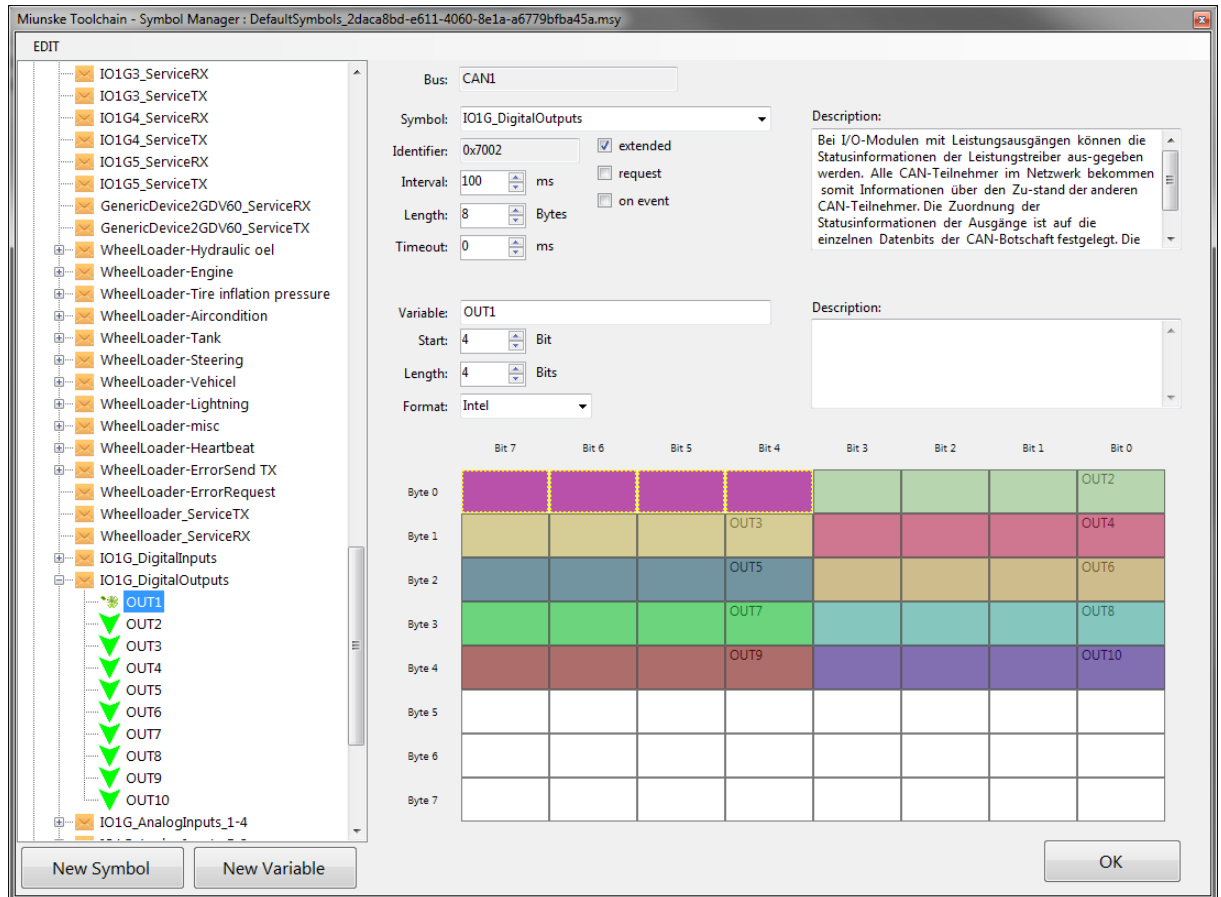 Miunske Toolchain - Symbol Manager : DefaultSymbols_2daca8bd-e611-4060-8e1a-a6779bfba45a.msy
EDIT
IO1G3_ServiceRX
IO1G3_ServiceTX
IO1G4_ServiceRX
IO1G4_ServiceTX
IO1G5_ServiceRX
IO1G5_ServiceTX
GenericDevice2GDV60_ServiceRX
GenericDevice2GDV60_ServiceTX
WheelLoader-Hydraulic oel
WheelLoader-Engine
WheelLoader-Tire inflation pressure
WheelLoader-Aircondition
WheelLoader-Tank
WheelLoader-Steering
WheelLoader-Vehicel
WheelLoader-Lightning
WheelLoader-misc
WheelLoader-Heartbeat
WheelLoader-ErrorSend TX
WheelLoader-ErrorRequest
Wheelloader_ServiceTX
Wheelloader_ServiceRX
IO1G_DigitalInputs
IO1G_DigitalOutputs
OUT1
OUT2
OUT3
OUT4
OUT5
OUT6
OUT7
OUT8
OUT9
OUT10
IO1G_AnalogInputs_1-4
New Symbol
New Variable
Bus: CAN1
Symbol: IO1G_DigitalOutputs
Identifier: 0x7002
extended
Interval: 100 ms
request
Length: 8 Bytes
on event
Timeout: 0 ms
Description:
Bei I/O-Modulen mit Leistungsausgängen können die
Statusinformationen der Leistungstreiber aus-gegeben
werden. Alle CAN-Teilnehmer im Netzwerk bekommen
somit Informationen über den Zu-stand der anderen
CAN-Teilnehmer. Die Zuordnung der
Statusinformationen der Ausgänge ist auf die
einzelnen Datenbits der CAN-Botschaft festgelegt. Die
Variable: OUT1
Start: 4 Bit
Length: 4 Bits
Format: Intel
Description:
Bit 7 Bit 6 Bit 5 Bit 4 Bit 3 Bit 2 Bit 1 Bit 0
Byte 0 OUT2
Byte 1 OUT3 OUT4
Byte 2 OUT5 OUT6
Byte 3 OUT7 OUT8
Byte 4 OUT9 OUT10
Byte 5
Byte 6
Byte 7
OK